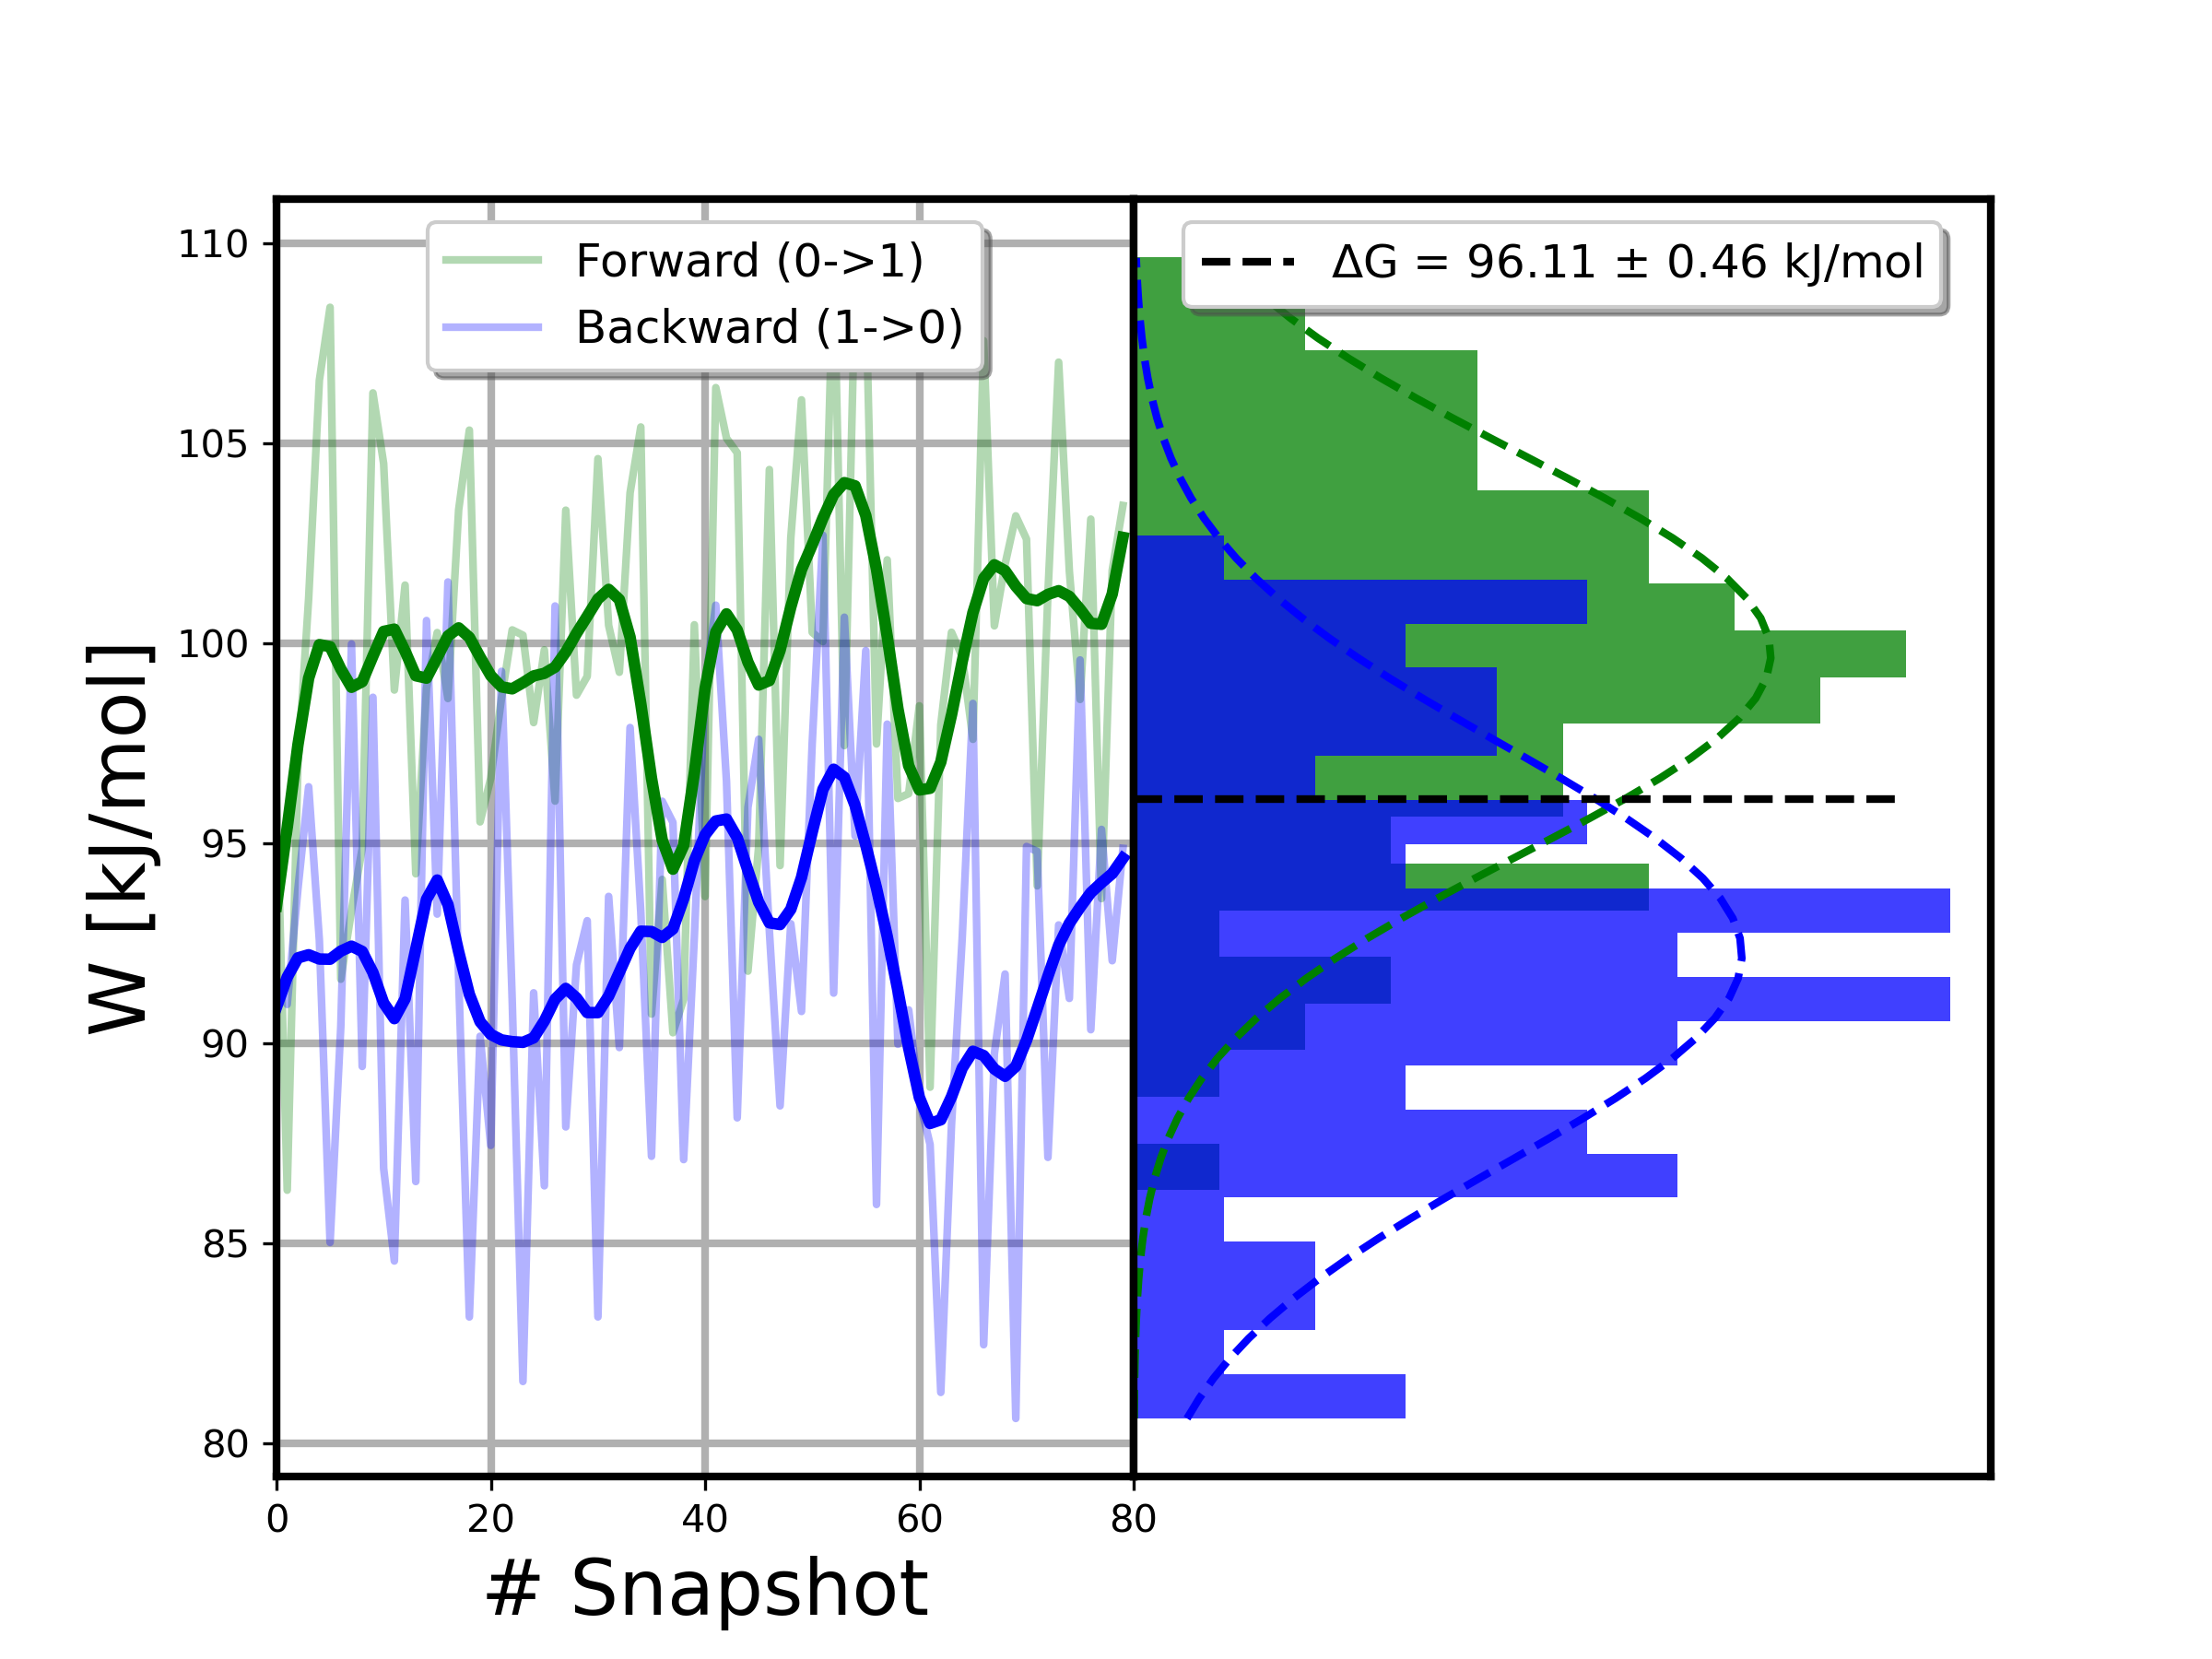 110
105
100
95
90
85
80
W [kJ/mol]
Forward (0->1)
Backward (1->0)
ΔG = 96.11 ± 0.46 kJ/mol
0
20
40
60
80
# Snapshot